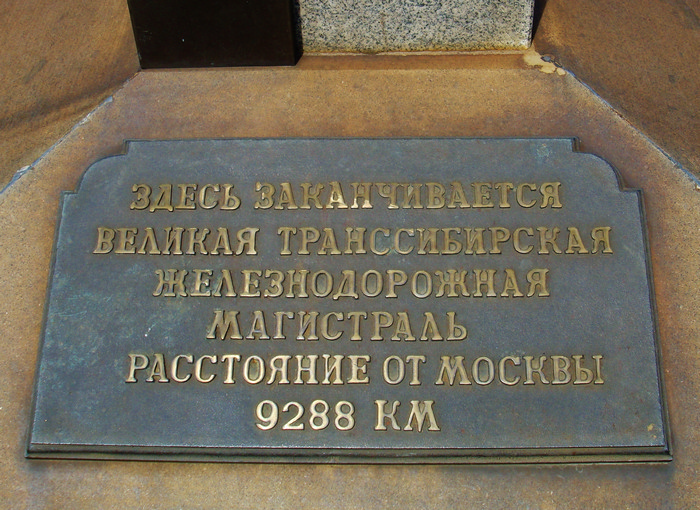 ЗДЕСЬ ЗАКАНЧИВАЕТСЯ
ВЕЛИКАЯ ТРАНССИБИРСКАЯ
ЖЕЛЕЗНОДОРОЖНАЯ
МАГИСТРАЛЬ
РАССТОЯНИЕ ОТ МОСКВЫ
9288 КМ